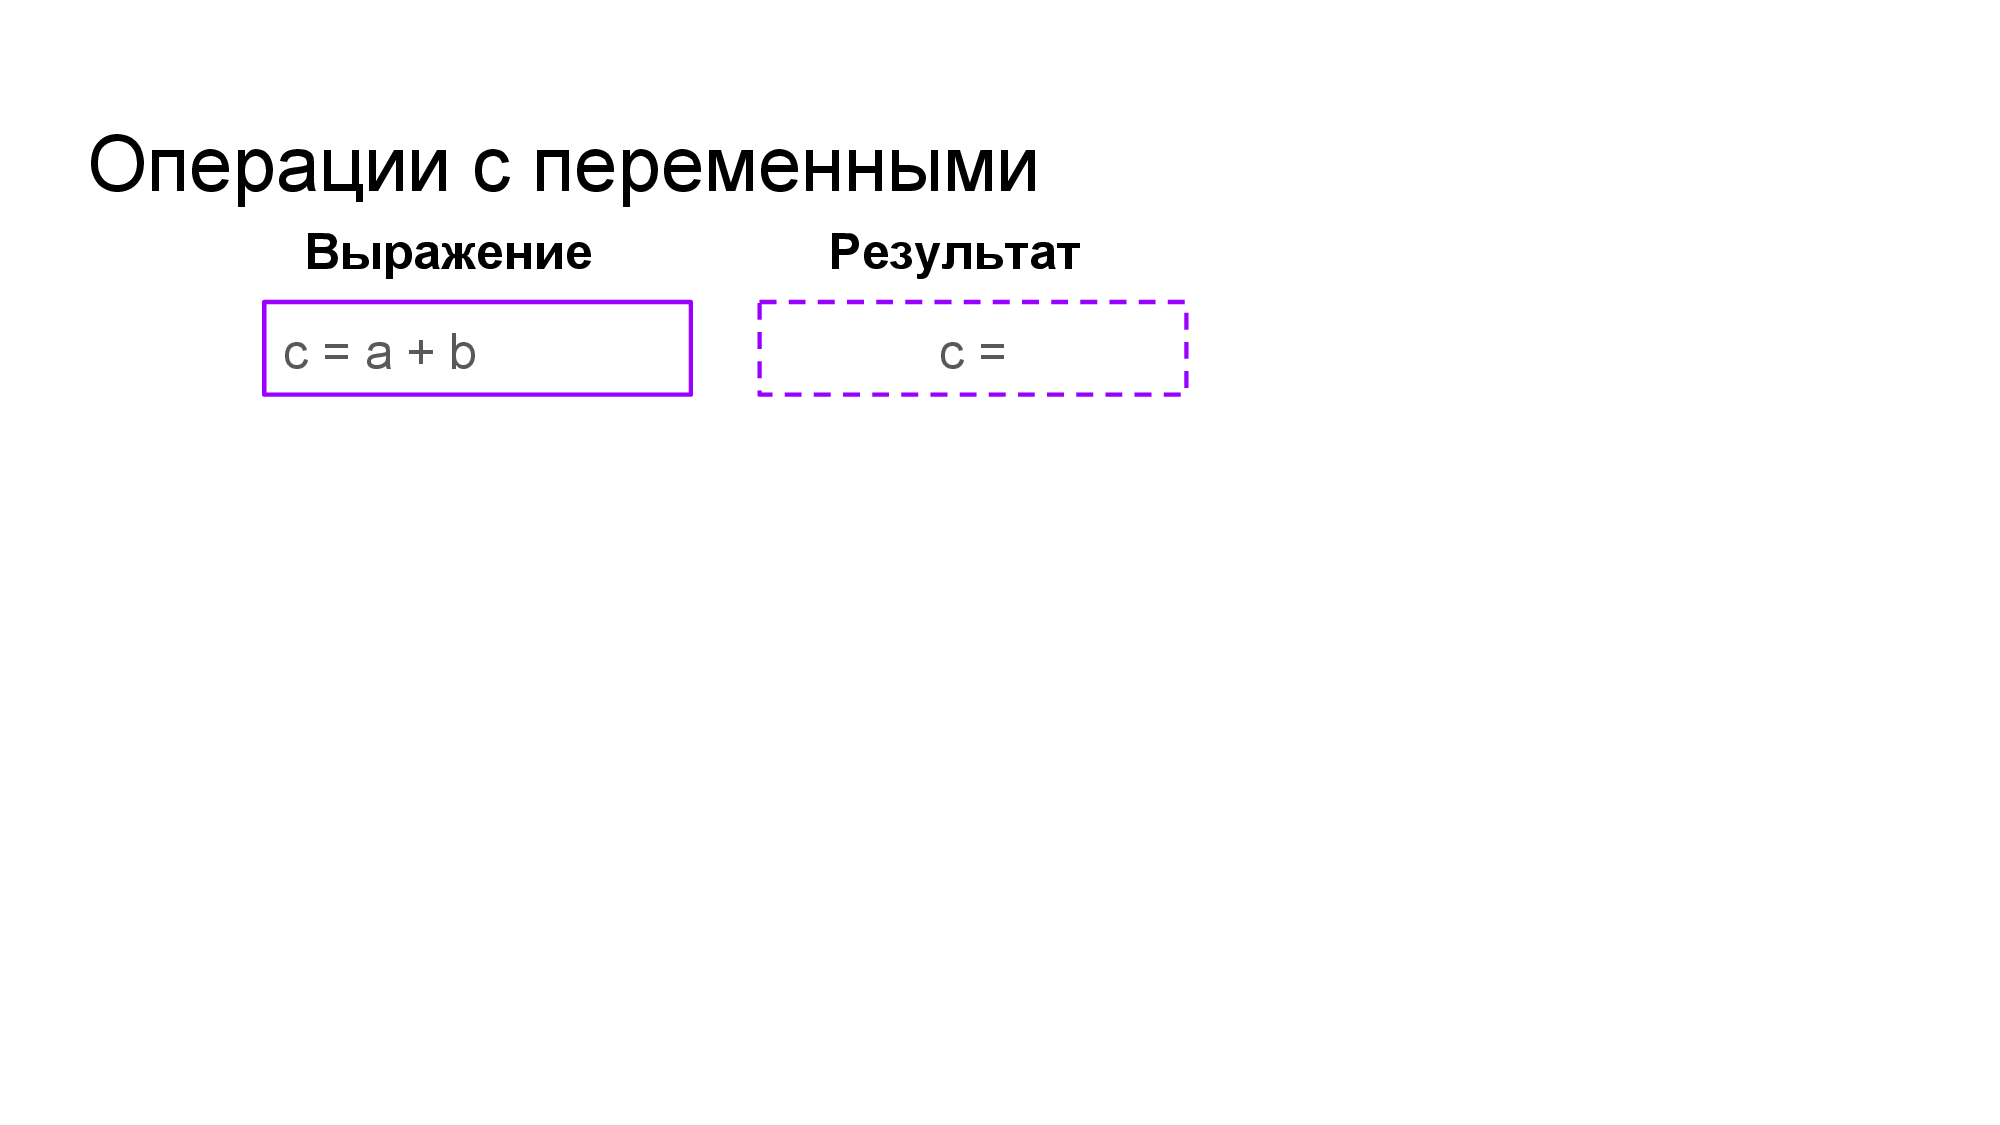 Операции с переменными
Выражение Результат
c = a + b c =